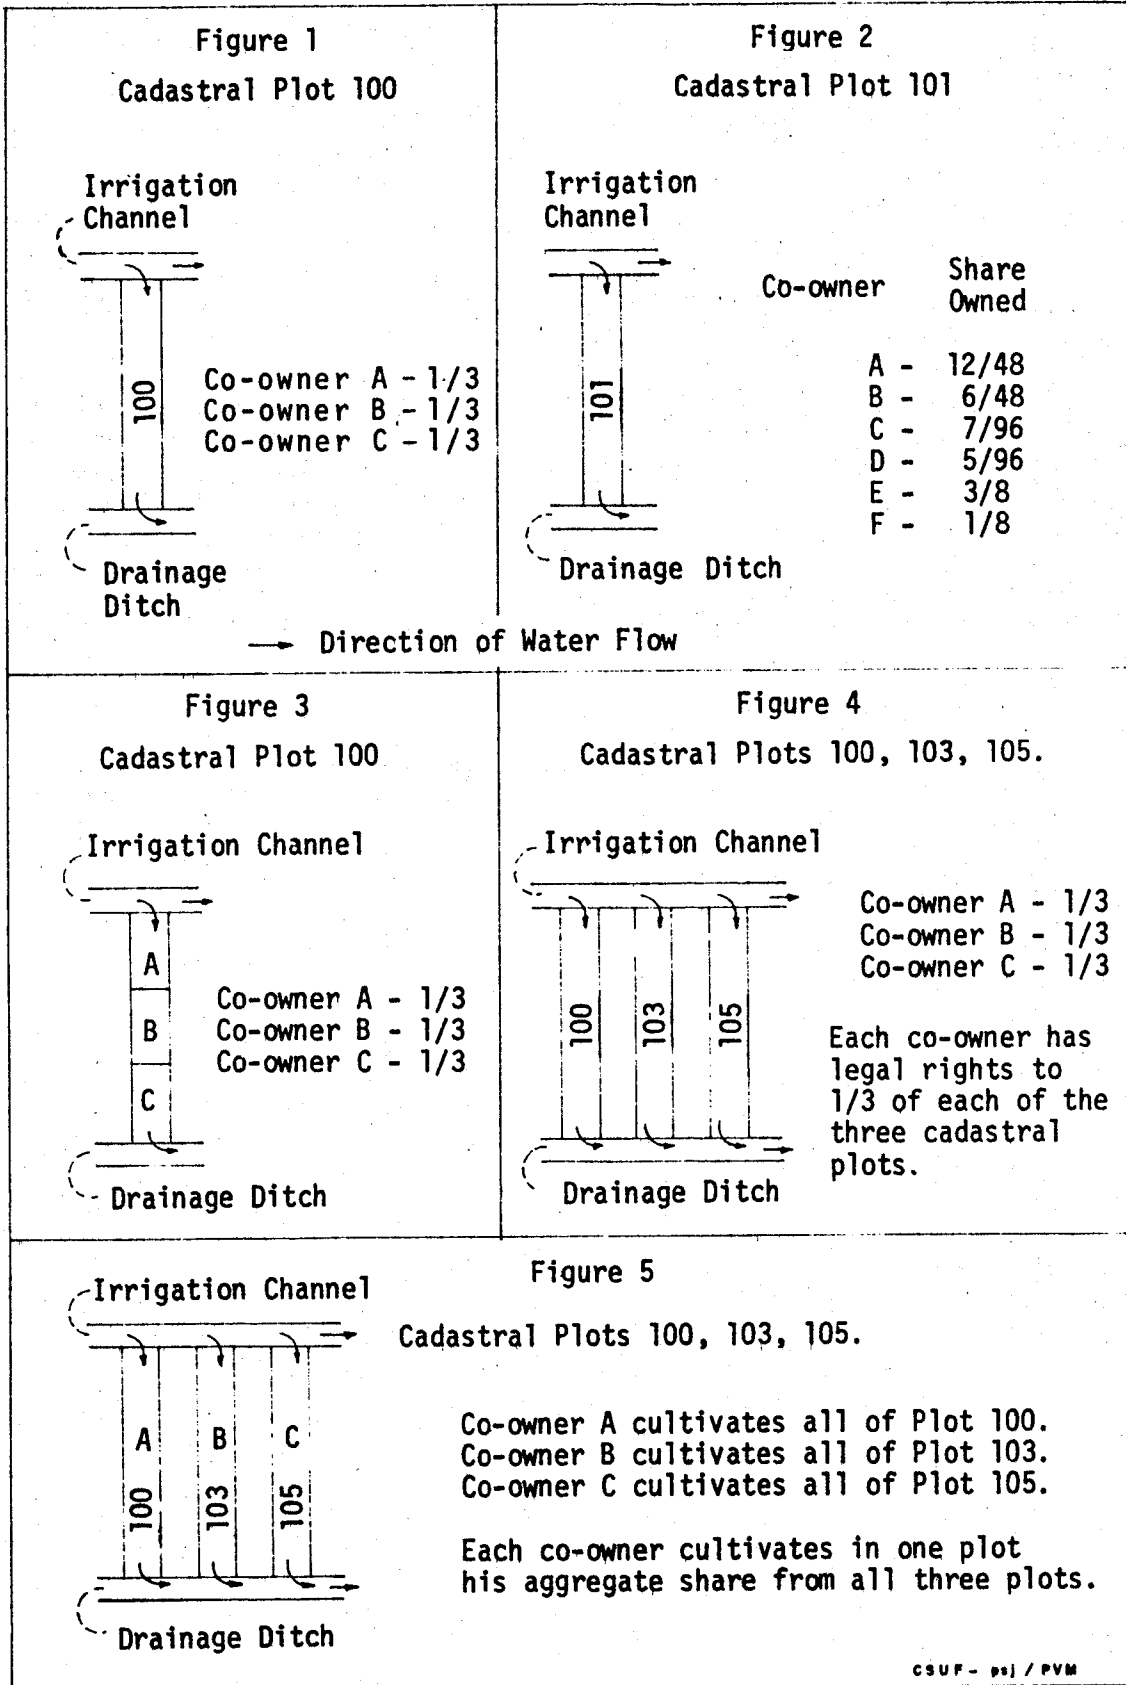 Figure 1
Cadastral Plot 100
Irrigation
Channel
100
Co-owner A - 1/3
Co-owner B - 1/3
Co-owner C - 1/3
Drainage
Ditch
Figure 2
Cadastral Plot 101
Irrigation
Channel
101
Co-owner Share
Owned
A - 12/48
B - 6/48
C - 7/96
D - 5/96
E - 3/8
F - 1/8
Drainage Ditch
→ Direction of Water Flow
Figure 3
Cadastral Plot 100
Irrigation Channel
A
B
C
Co-owner A - 1/3
Co-owner B - 1/3
Co-owner C - 1/3
Drainage Ditch
Figure 4
Cadastral Plots 100, 103, 105.
Irrigation Channel
100 103 105
Co-owner A - 1/3
Co-owner B - 1/3
Co-owner C - 1/3
Each co-owner has
legal rights to
1/3 of each of the
three cadastral
plots.
Drainage Ditch
Figure 5
Irrigation Channel
Cadastral Plots 100, 103, 105.
A B C
100 103 105
Co-owner A cultivates all of Plot 100.
Co-owner B cultivates all of Plot 103.
Co-owner C cultivates all of Plot 105.
Each co-owner cultivates in one plot
his aggregate share from all three plots.
Drainage Ditch
CSUF - psj / PVM